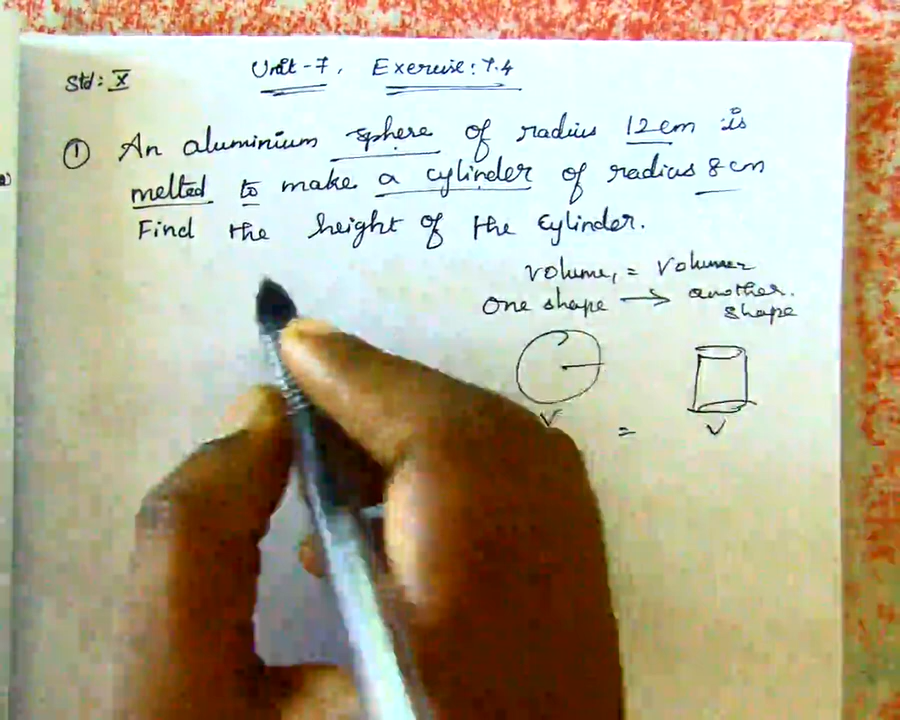 Std: X
Unit-7, Exercise: 7.4
① An aluminium sphere of radius 12cm is
melted to make a cylinder of radius 8cm
Find the height of the cylinder.
volume, = volume
one shape → another.
shape
V = V